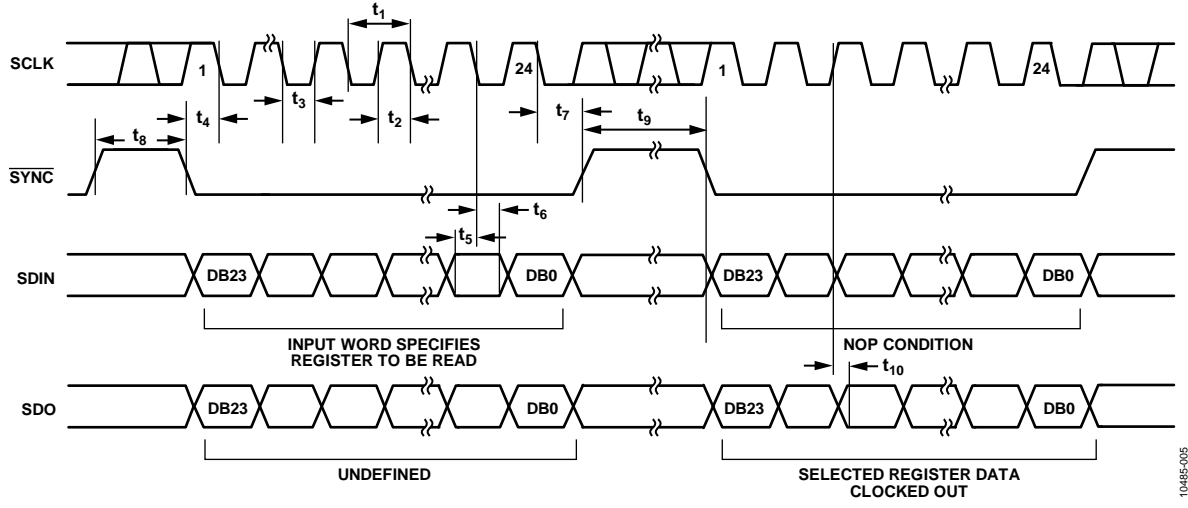 t1
SCLK
1
24
1
24
t4
t3
t2
t7
t9
t8
SYNC
t6
t5
SDIN
DB23
DB0
DB23
DB0
INPUT WORD SPECIFIES
REGISTER TO BE READ
NOP CONDITION
t10
SDO
DB23
DB0
DB23
DB0
UNDEFINED
SELECTED REGISTER DATA
CLOCKED OUT
10485-005